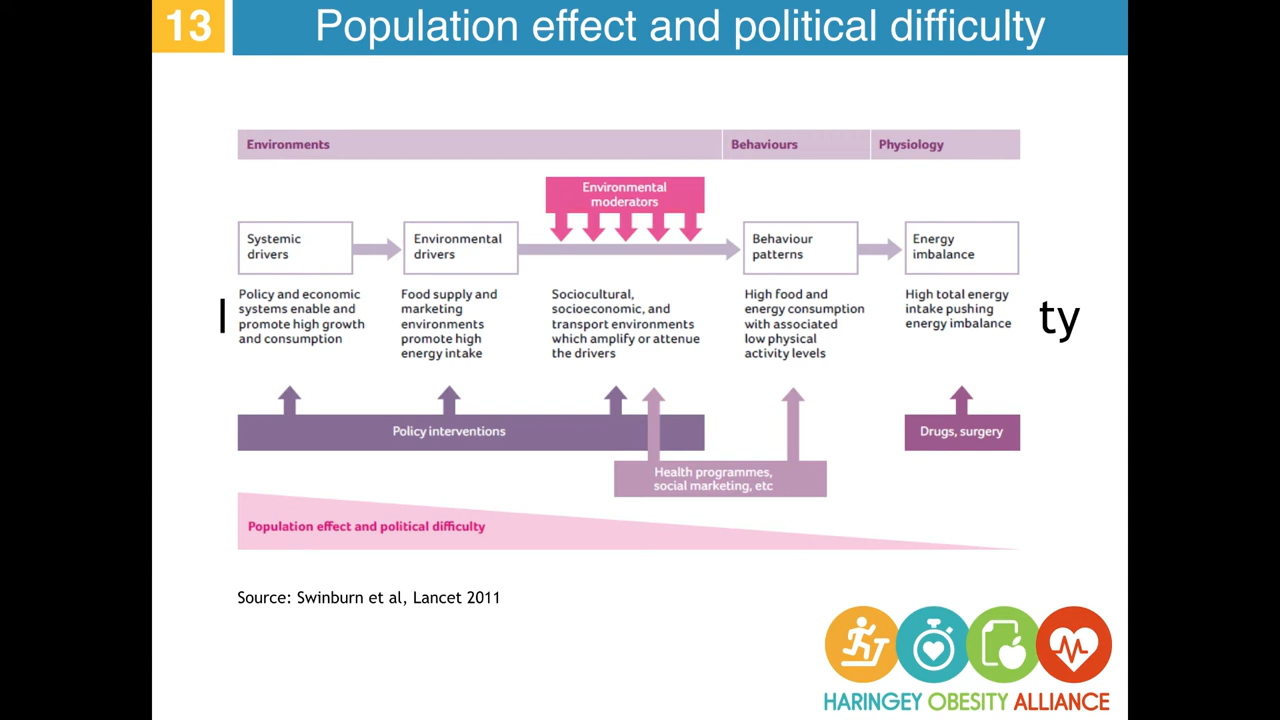 13
Population effect and political difficulty
Environments
Behaviours
Physiology
Environmental
moderators
Systemic
drivers
Environmental
drivers
Behaviour
patterns
Energy
imbalance
Policy and economic
systems enable and
promote high growth
and consumption
Food supply and
marketing
environments
promote high
energy intake
Sociocultural,
socioeconomic, and
transport environments
which amplify or attenue
the drivers
High food and
energy consumption
with associated
low physical
activity levels
High total energy
intake pushing
energy imbalance
ty
Policy interventions
Drugs, surgery
Health programmes,
social marketing, etc
Population effect and political difficulty
Source: Swinburn et al, Lancet 2011
HARINGEY OBESITY ALLIANCE